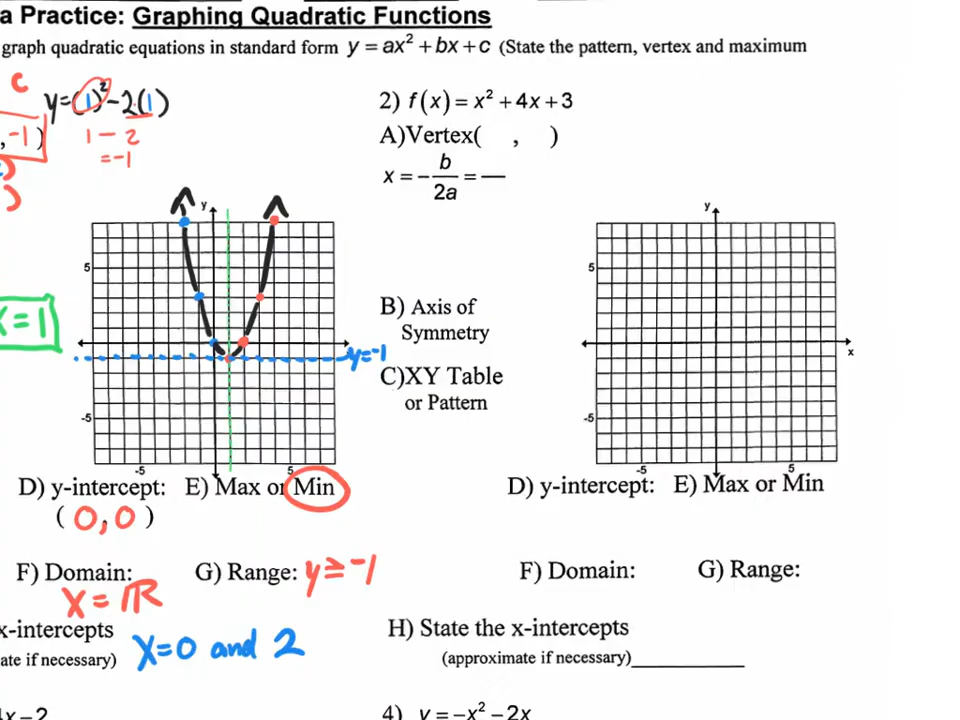 a Practice: Graphing Quadratic Functions
graph quadratic equations in standard form y = ax² + bx + c (State the pattern, vertex and maximum
c
y=(1)²-2(1)
, -1)
1 - 2
= -1
2) f(x) = x² + 4x + 3
A)Vertex( , )
x = -b/2a = —
y
5
-5
-5
5
x=1
y=-1
B) Axis of
Symmetry
C)XY Table
or Pattern
y
x
5
-5
-5
5
D) y-intercept: E) Max or Min
(0,0)
D) y-intercept: E) Max or Min
F) Domain: G) Range: y ≥ -1
x = ℝ
F) Domain: G) Range:
x-intercepts
ate if necessary) x=0 and 2
H) State the x-intercepts
(approximate if necessary)__________
x - 2
4) y = -x² - 2x